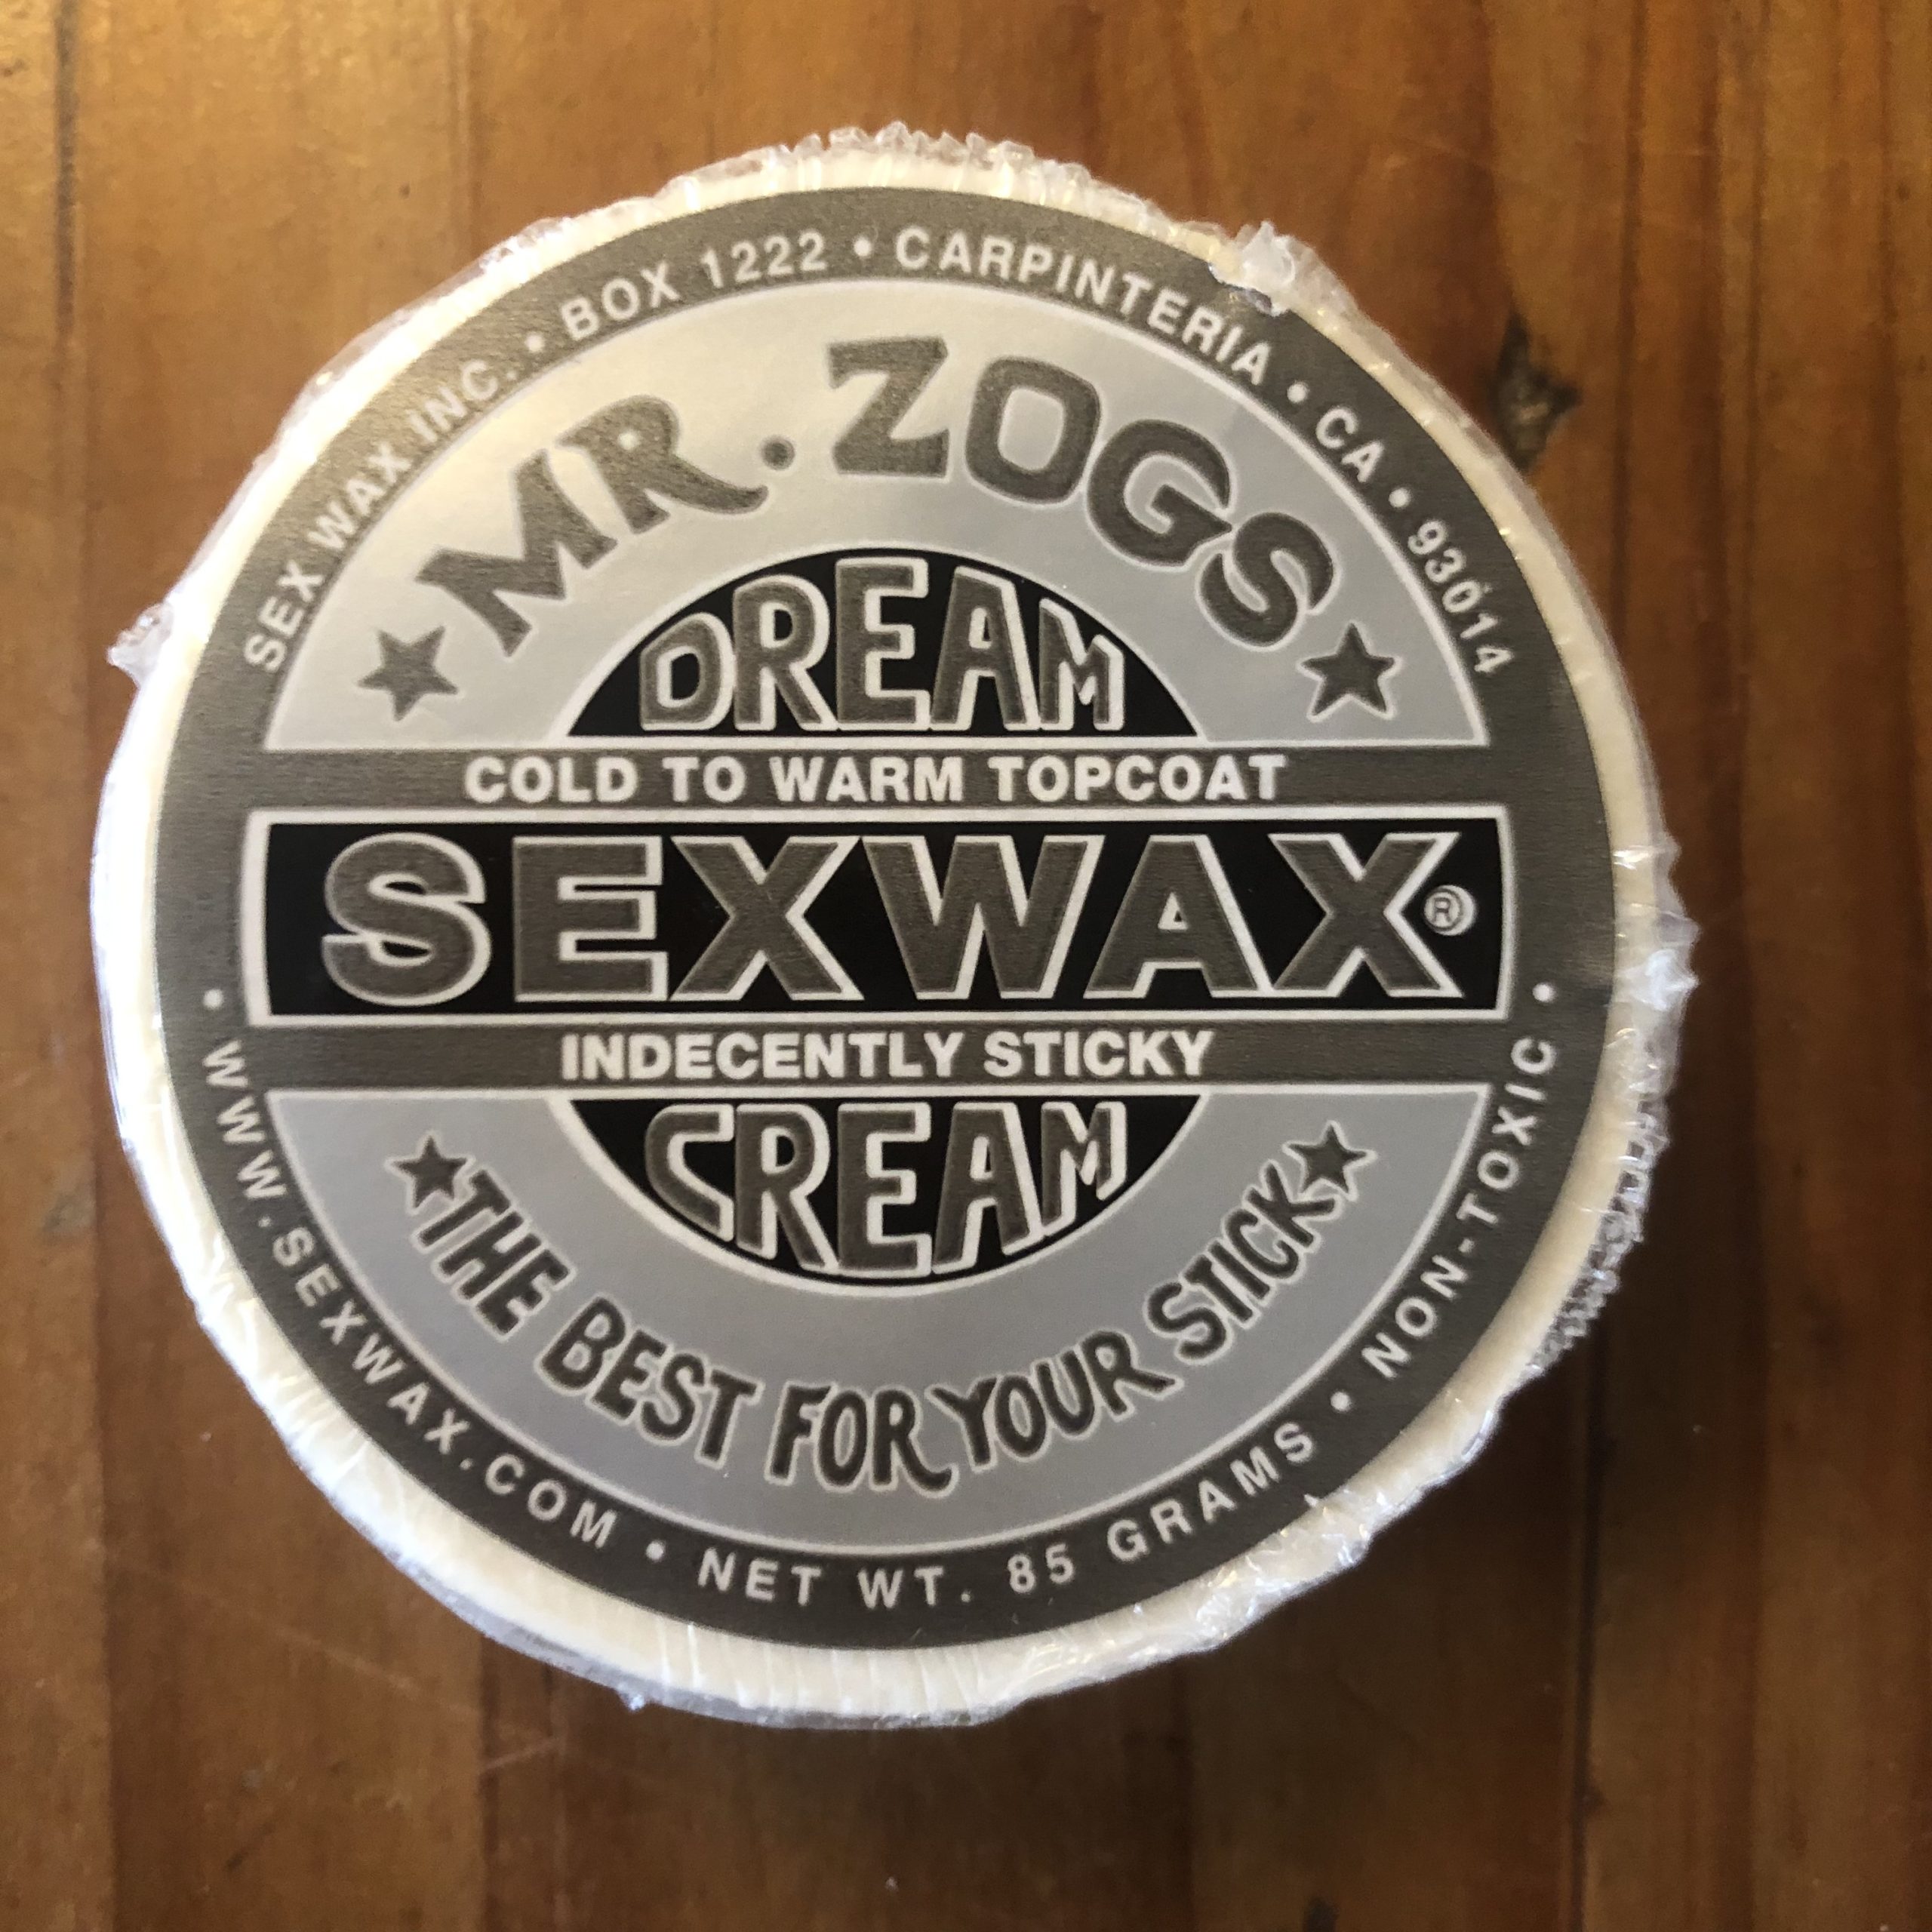 SEX WAX INC. • BOX 1222 • CARPINTERIA • CA • 93014
MR. ZOGS
DREAM
COLD TO WARM TOPCOAT
SEXWAX®
INDECENTLY STICKY
CREAM
THE BEST FOR YOUR STICK
• WWW.SEXWAX.COM • NET WT. 85 GRAMS • NON-TOXIC •